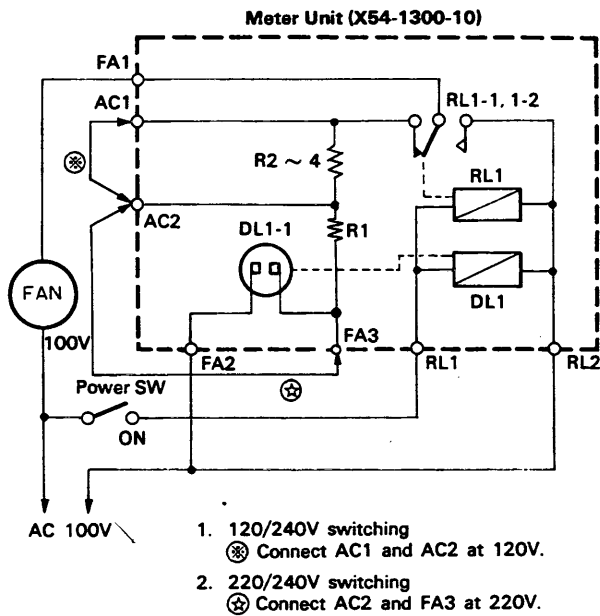 Meter Unit (X54-1300-10)
FA1
AC1
RL1-1, 1-2
R2 ~ 4
RL1
※
AC2
DL1-1
R1
FAN
DL1
100V
FA2
FA3
RL1
RL2
Power SW
☆
ON
AC 100V
1. 120/240V switching
※ Connect AC1 and AC2 at 120V.
2. 220/240V switching
☆ Connect AC2 and FA3 at 220V.